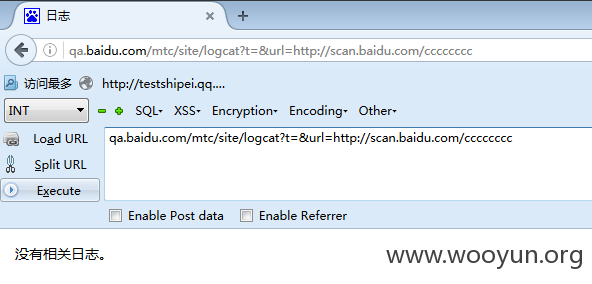 日志
qa.baidu.com/mtc/site/logcat?t=&url=http://scan.baidu.com/cccccccc
访问最多 http://testshipei.qq....
INT SQL- XSS- Encryption- Encoding- Other-
Load URL qa.baidu.com/mtc/site/logcat?t=&url=http://scan.baidu.com/cccccccc
Split URL
Execute
Enable Post data Enable Referrer
没有相关日志。
www.wooyun.org